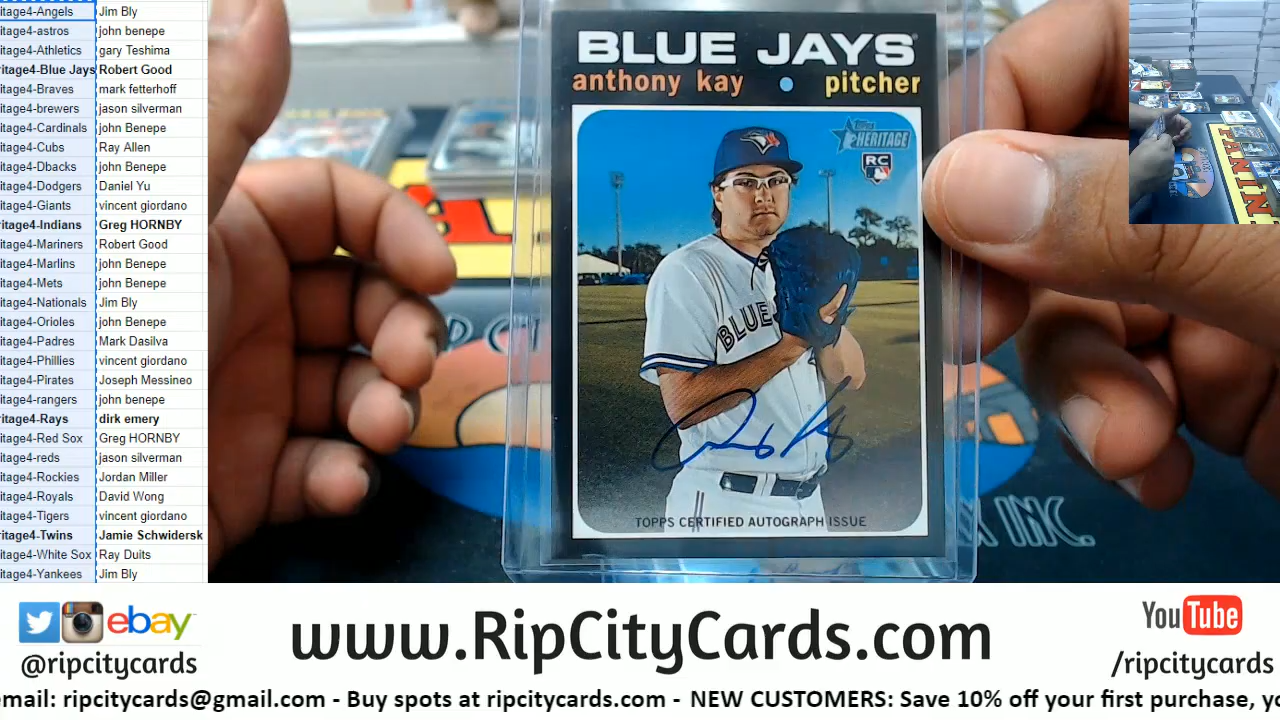 itage4-Angels Jim Bly
itage4-astros john benepe
itage4-Athletics gary Teshima
itage4-Blue Jays Robert Good
itage4-Braves mark fetterhoff
itage4-brewers jason silverman
itage4-Cardinals john Benepe
itage4-Cubs Ray Allen
itage4-Dbacks john Benepe
itage4-Dodgers Daniel Yu
itage4-Giants vincent giordano
itage4-Indians Greg HORNBY
itage4-Mariners Robert Good
itage4-Marlins john Benepe
itage4-Mets john Benepe
itage4-Nationals Jim Bly
itage4-Orioles john Benepe
itage4-Padres Mark Dasilva
itage4-Phillies vincent giordano
itage4-Pirates Joseph Messineo
itage4-rangers john benepe
itage4-Rays dirk emery
itage4-Red Sox Greg HORNBY
itage4-reds jason silverman
itage4-Rockies Jordan Miller
itage4-Royals David Wong
itage4-Tigers vincent giordano
itage4-Twins Jamie Schwidersk
itage4-White Sox Ray Duits
itage4-Yankees Jim Bly
BLUE JAYS
anthony kay • pitcher
Topps
HERITAGE
RC
BLUE
TOPPS CERTIFIED AUTOGRAPH ISSUE
INC.
PANINI
ebay
@ripcitycards
www.RipCityCards.com
YouTube
/ripcitycards
email: ripcitycards@gmail.com - Buy spots at ripcitycards.com - NEW CUSTOMERS: Save 10% off your first purchase, yo